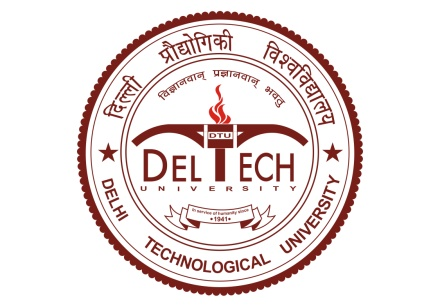 दिल्ली प्रौद्योगिकी विश्वविद्यालय
विज्ञानवान् प्रज्ञानवान् भवतु
DTU
DELTECH
UNIVERSITY
in service of humanity since
•1941•
DELHI TECHNOLOGICAL UNIVERSITY